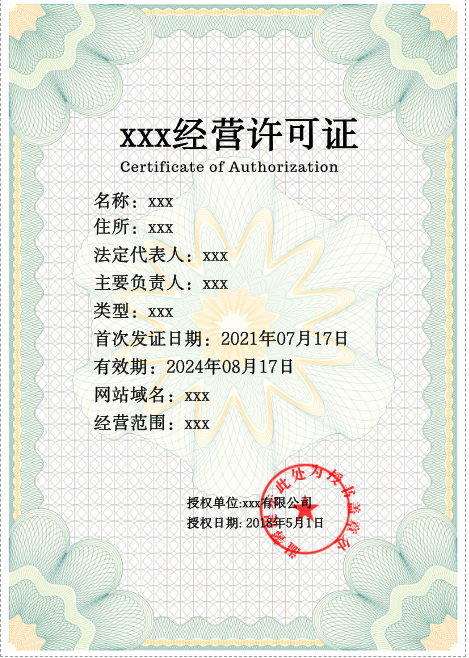 xxx经营许可证
Certificate of Authorization
名称：xxx
住所：xxx
法定代表人：xxx
主要负责人：xxx
类型：xxx
首次发证日期：2021年07月17日
有效期：2024年08月17日
网站域名：xxx
经营范围：xxx
授权单位:xxx有限公司
授权日期: 2018年5月1日
此处为授书盖章处